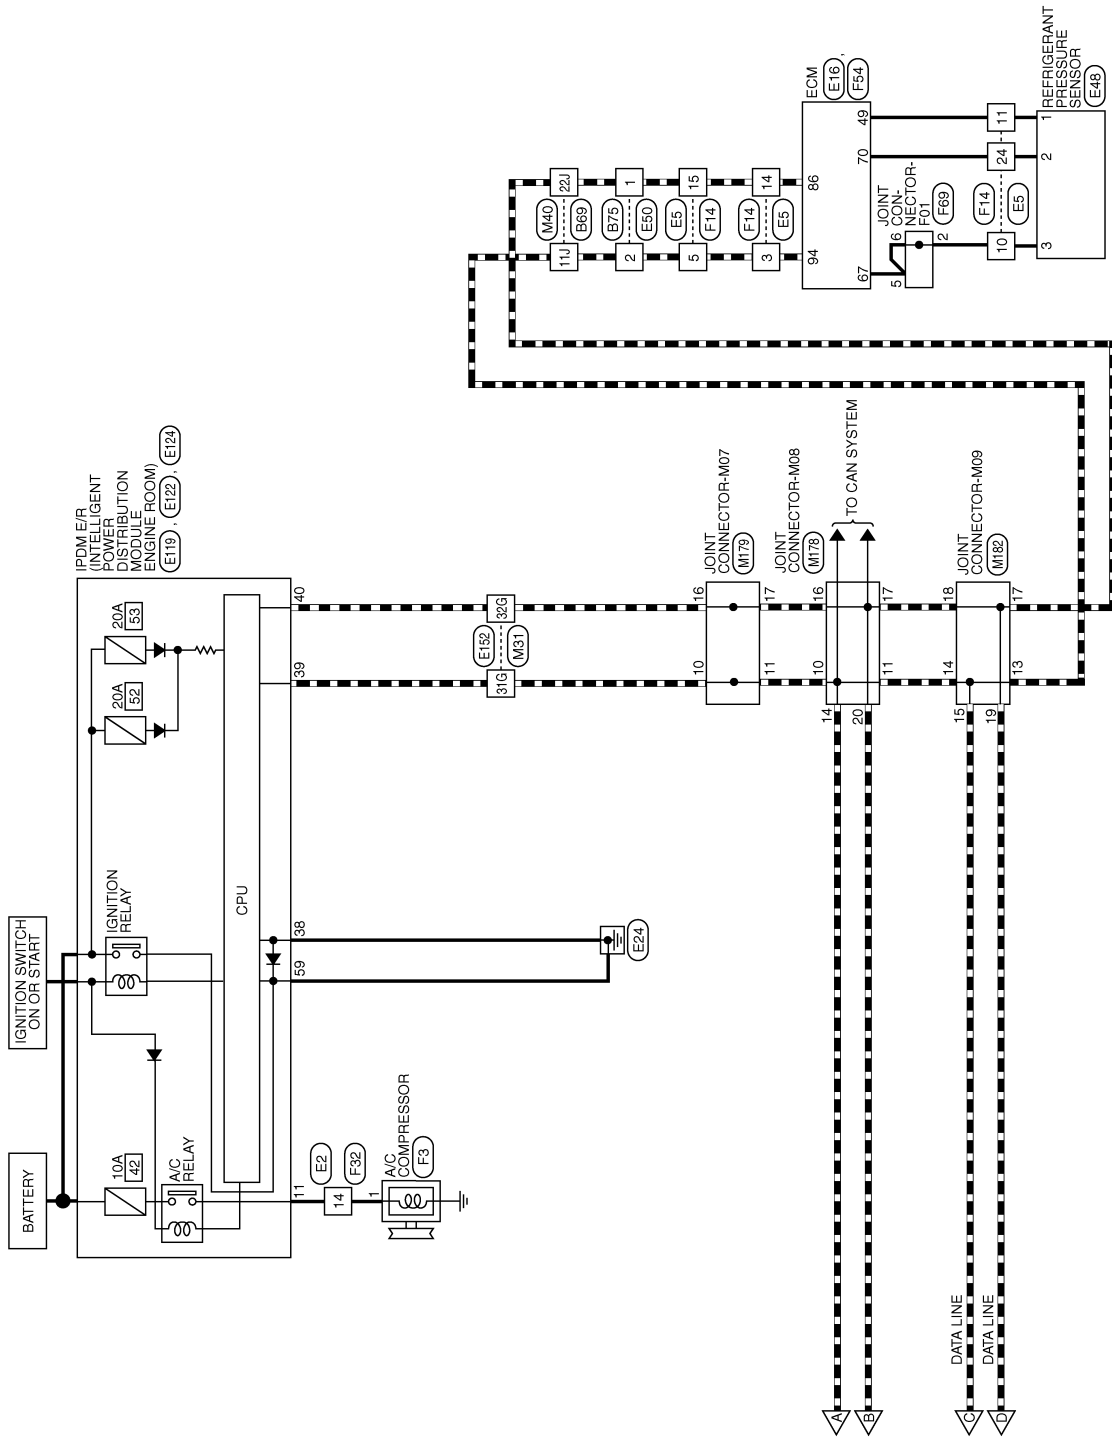 BATTERY
IGNITION SWITCH
ON OR START
IPDM E/R
(INTELLIGENT
POWER
DISTRIBUTION
MODULE
ENGINE ROOM)
E119 , E122 , E124
10A
42
A/C
RELAY
IGNITION
RELAY
20A
52
20A
53
CPU
11
59
38
39
40
E2
14
F32
1
A/C
COMPRESSOR
F3
E24
31G
E152
M31
32G
10
16
JOINT
CONNECTOR-M07
M179
11
17
JOINT
CONNECTOR-M08
M178
10
16
14
20
11
17
TO CAN SYSTEM
14
18
JOINT
CONNECTOR-M09
M182
15
19
13
17
DATA LINE
DATA LINE
A
B
C
D
11J
M40
B69
22J
2
B75
E50
1
5
E5
F14
15
3
F14
E5
14
94
86
ECM
E16 ,
F54
67
70
49
5
6
JOINT
CON-
NECTOR-
F01
F69
2
10
F14
E5
24
11
3
2
1
REFRIGERANT
PRESSURE
SENSOR
E48